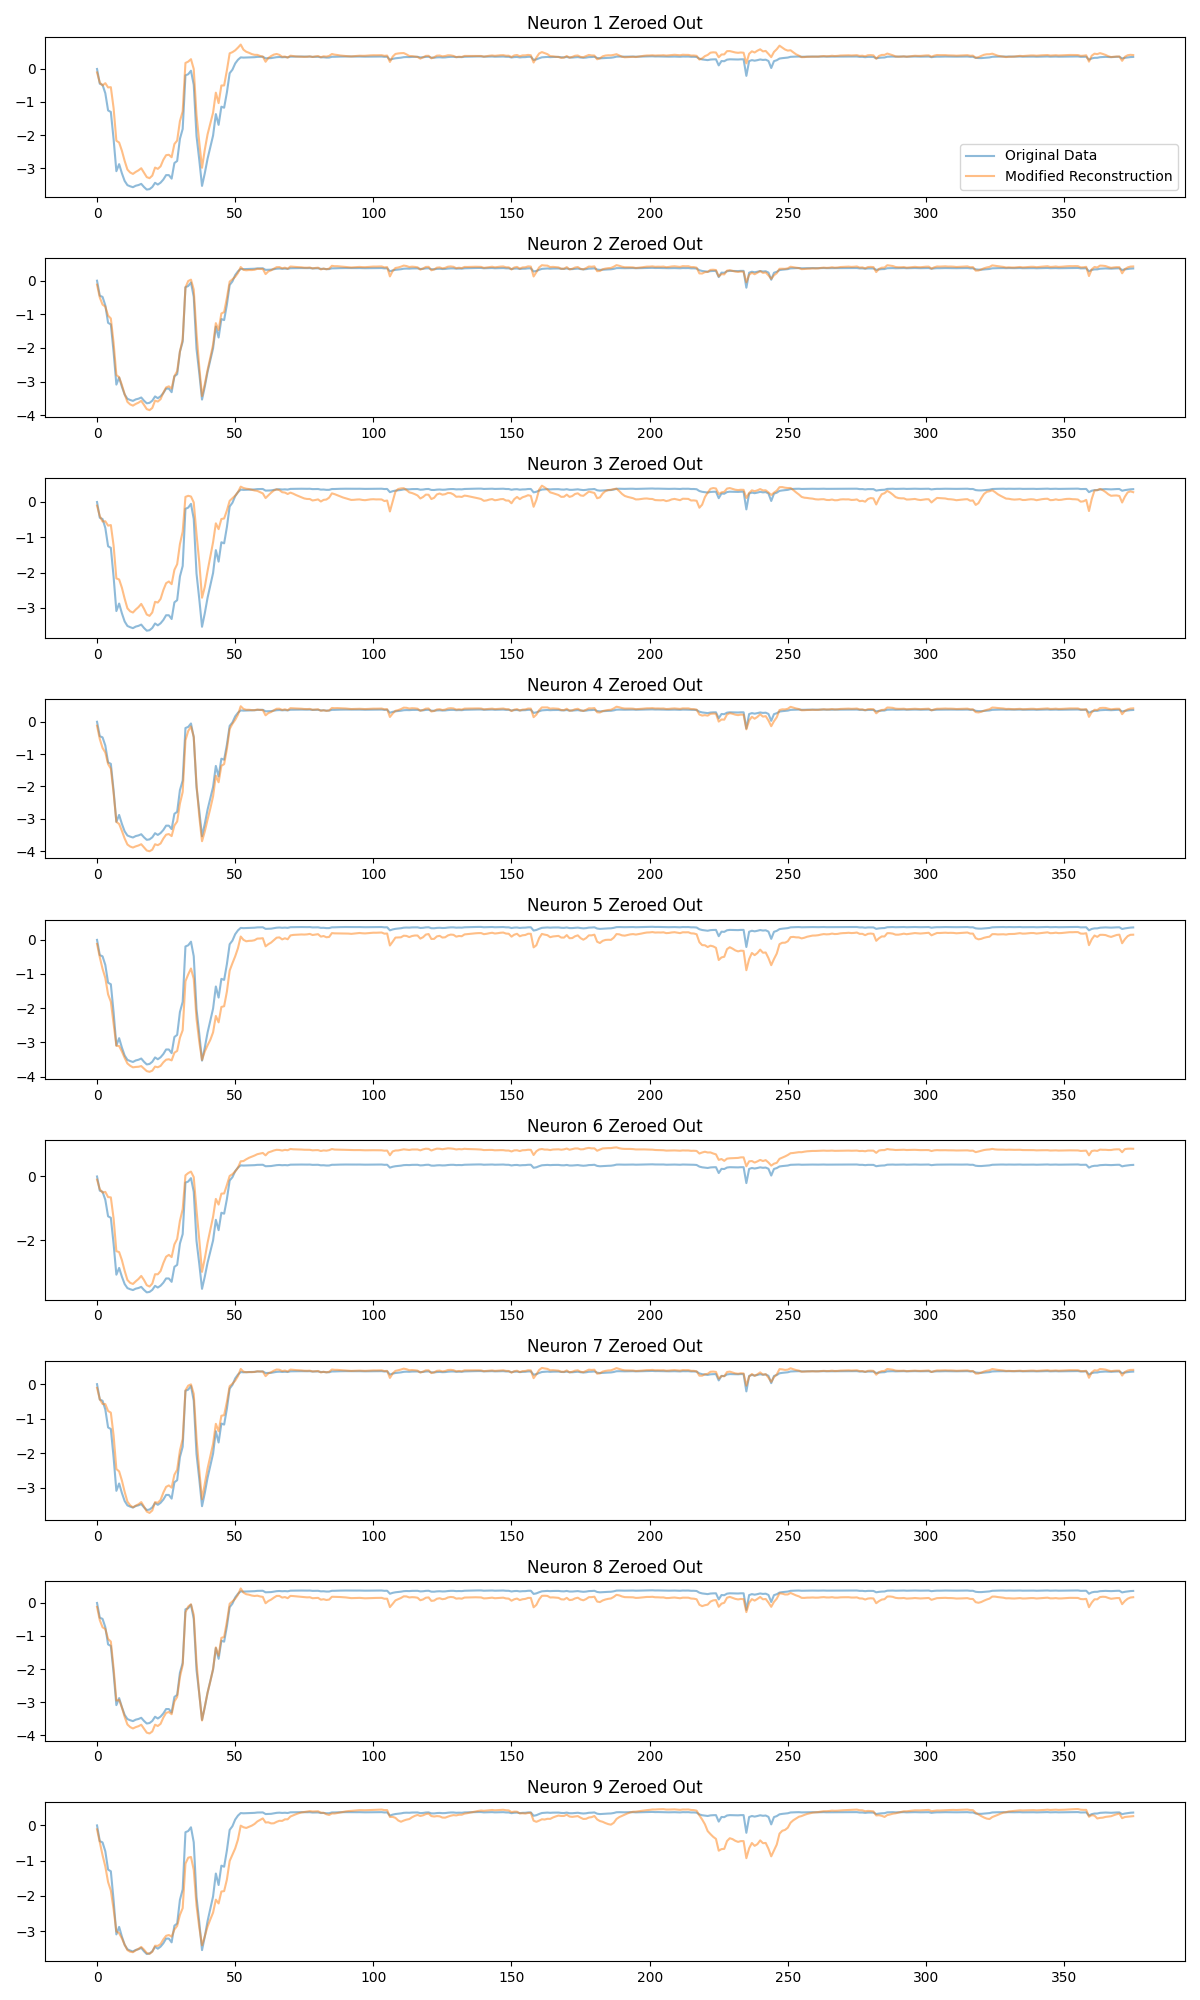 Neuron 1 Zeroed Out
0
−1
−2
−3
Original Data
Modified Reconstruction
0 50 100 150 200 250 300 350
Neuron 2 Zeroed Out
0
−1
−2
−3
−4
0 50 100 150 200 250 300 350
Neuron 3 Zeroed Out
0
−1
−2
−3
0 50 100 150 200 250 300 350
Neuron 4 Zeroed Out
0
−1
−2
−3
−4
0 50 100 150 200 250 300 350
Neuron 5 Zeroed Out
0
−1
−2
−3
−4
0 50 100 150 200 250 300 350
Neuron 6 Zeroed Out
0
−2
0 50 100 150 200 250 300 350
Neuron 7 Zeroed Out
0
−1
−2
−3
0 50 100 150 200 250 300 350
Neuron 8 Zeroed Out
0
−1
−2
−3
−4
0 50 100 150 200 250 300 350
Neuron 9 Zeroed Out
0
−1
−2
−3
0 50 100 150 200 250 300 350